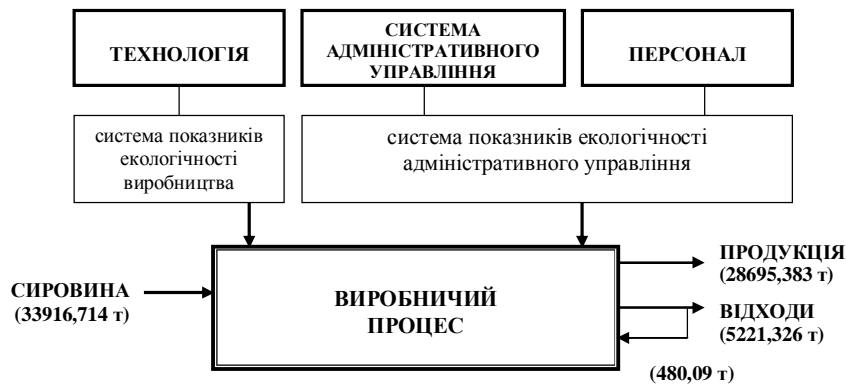 ТЕХНОЛОГІЯ
СИСТЕМА
АДМІНІСТРАТИВНОГО
УПРАВЛІННЯ
ПЕРСОНАЛ
система показників
екологічності
виробництва
система показників екологічності
адміністративного управління
СИРОВИНА
(33916,714 т)
ВИРОБНИЧИЙ
ПРОЦЕС
ПРОДУКЦІЯ
(28695,383 т)
ВІДХОДИ
(5221,326 т)
(480,09 т)